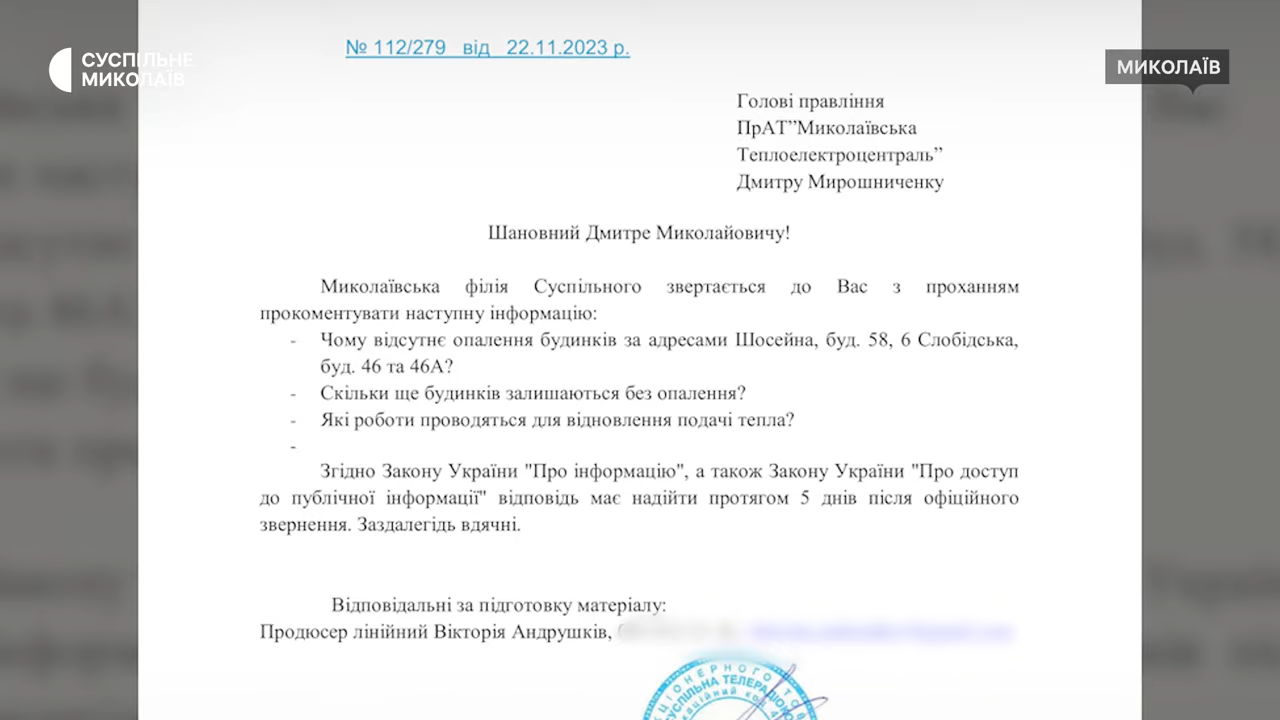 СУСПІЛЬНЕ
МИКОЛАЇВ
МИКОЛАЇВ
№ 112/279 від 22.11.2023 р.
Голові правління
ПрАТ”Миколаївська
Теплоелектроцентраль”
Дмитру Мирошниченку
Шановний Дмитре Миколайовичу!
Миколаївська філія Суспільного звертається до Вас з проханням
прокоментувати наступну інформацію:
- Чому відсутнє опалення будинків за адресами Шосейна, буд. 58, 6 Слобідська,
буд. 46 та 46А?
- Скільки ще будинків залишаються без опалення?
- Які роботи проводяться для відновлення подачі тепла?
-
Згідно Закону України "Про інформацію", а також Закону України "Про доступ
до публічної інформації" відповідь має надійти протягом 5 днів після офіційного
звернення. Заздалегідь вдячні.
Відповідальні за підготовку матеріалу:
Продюсер лінійний Вікторія Андрушків,